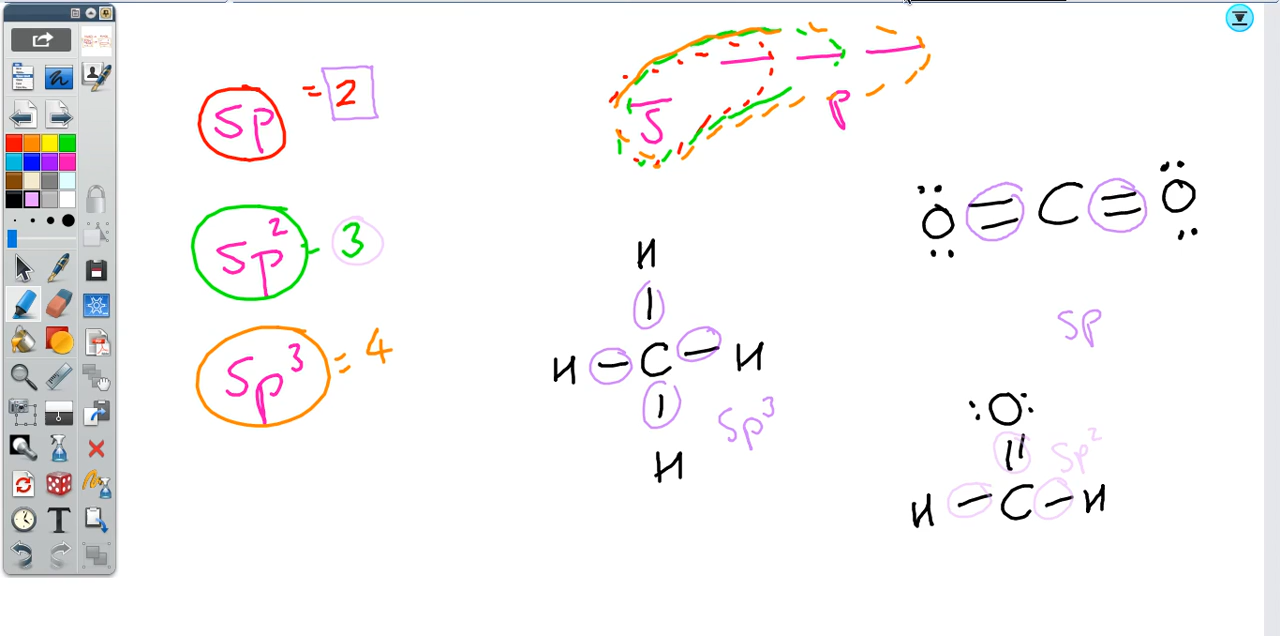 sp = 2
sp² - 3
sp³ = 4
S p
H
H - C - H
H
sp³
:Ö = C = Ö:
sp
:O:
||
H - C - H
sp²
T